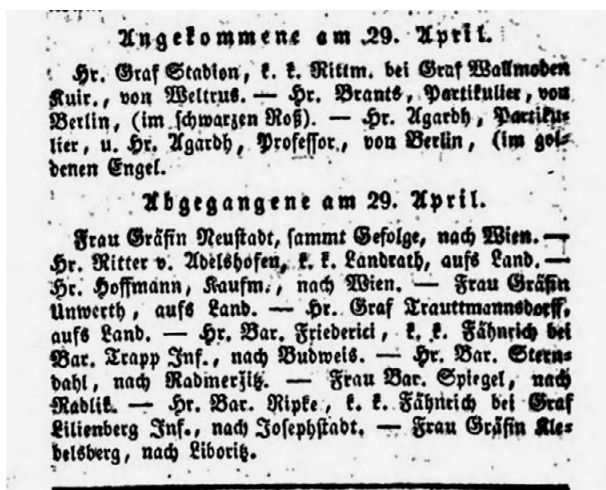 Angekommene am 29. April.
Hr. Graf Stadion, k. k. Rittm. bei Graf Wallmoden
Kuir., von Weltrus. — Hr. Brants, Partikulier, von
Berlin, (im schwarzen Roß). — Hr. Agardh, Partiku-
lier, u. Hr. Agardh, Professor, von Berlin, (im gol-
denen Engel.
Abgegangene am 29. April.
Frau Gräfin Neustadt, sammt Gefolge, nach Wien. —
Hr. Ritter v. Adelshofen, k. k. Landrath, aufs Land. —
Hr. Hoffmann, Kaufm., nach Wien. — Frau Gräfin
Unwerth, aufs Land. — Hr. Graf Trauttmannsdorff,
aufs Land. — Hr. Bar. Friederici, k. k. Fähnrich bei
Bar. Trapp Inf., nach Budweis. — Hr. Bar. Stern-
dahl, nach Radmeržitz. — Frau Bar. Spiegel, nach
Radlik. — Hr. Bar. Ripke, k. k. Fähnrich bei Graf
Lilienberg Inf., nach Josephstadt. — Frau Gräfin Kle-
belsberg, nach Liboritz.